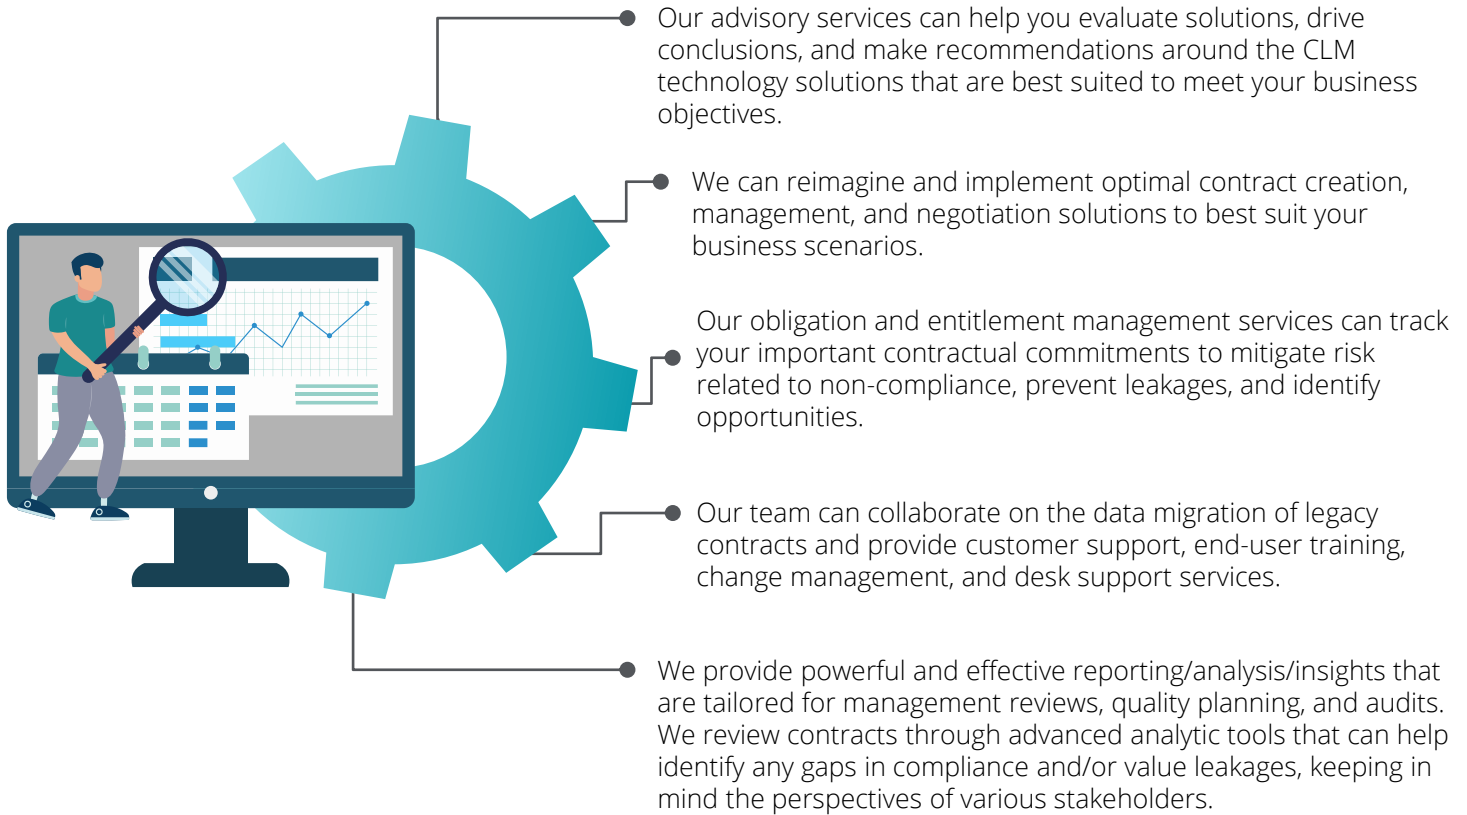 Our advisory services can help you evaluate solutions, drive
conclusions, and make recommendations around the CLM
technology solutions that are best suited to meet your business
objectives.
We can reimagine and implement optimal contract creation,
management, and negotiation solutions to best suit your
business scenarios.
Our obligation and entitlement management services can track
your important contractual commitments to mitigate risk
related to non-compliance, prevent leakages, and identify
opportunities.
Our team can collaborate on the data migration of legacy
contracts and provide customer support, end-user training,
change management, and desk support services.
We provide powerful and effective reporting/analysis/insights that
are tailored for management reviews, quality planning, and audits.
We review contracts through advanced analytic tools that can help
identify any gaps in compliance and/or value leakages, keeping in
mind the perspectives of various stakeholders.